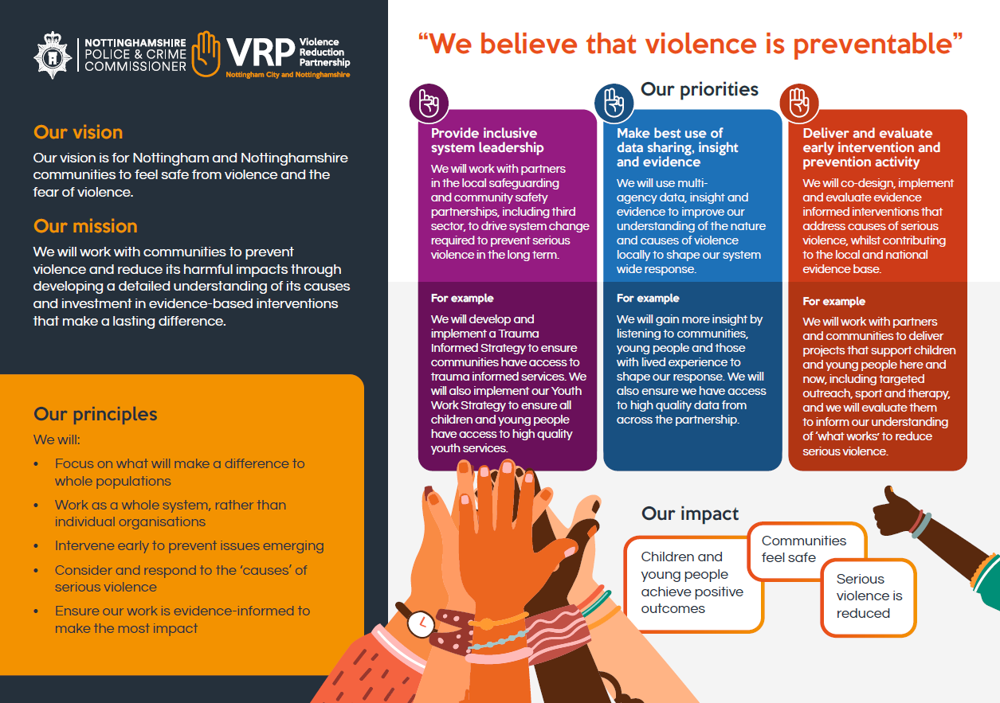 NOTTINGHAMSHIRE
POLICE & CRIME
COMMISSIONER
VRP
Violence
Reduction
Partnership
Nottingham City and Nottinghamshire
Our vision
Our vision is for Nottingham and Nottinghamshire
communities to feel safe from violence and the
fear of violence.
Our mission
We will work with communities to prevent
violence and reduce its harmful impacts through
developing a detailed understanding of its causes
and investment in evidence-based interventions
that make a lasting difference.
Our principles
We will:
• Focus on what will make a difference to
whole populations
• Work as a whole system, rather than
individual organisations
• Intervene early to prevent issues emerging
• Consider and respond to the ‘causes’ of
serious violence
• Ensure our work is evidence-informed to
make the most impact
“We believe that violence is preventable”
Our priorities
Provide inclusive
system leadership
We will work with partners
in the local safeguarding
and community safety
partnerships, including third
sector, to drive system change
required to prevent serious
violence in the long term.
For example
We will develop and
implement a Trauma
Informed Strategy to ensure
communities have access to
trauma informed services. We
will also implement our Youth
Work Strategy to ensure all
children and young people
have access to high quality
youth services.
Make best use of
data sharing, insight
and evidence
We will use multi-
agency data, insight and
evidence to improve our
understanding of the nature
and causes of violence
locally to shape our system
wide response.
For example
We will gain more insight by
listening to communities,
young people and those
with lived experience to
shape our response. We will
also ensure we have access
to high quality data from
across the partnership.
Deliver and evaluate
early intervention and
prevention activity
We will co-design, implement
and evaluate evidence
informed interventions that
address causes of serious
violence, whilst contributing
to the local and national
evidence base.
For example
We will work with partners
and communities to deliver
projects that support children
and young people here and
now, including targeted
outreach, sport and therapy,
and we will evaluate them
to inform our understanding
of ‘what works’ to reduce
serious violence.
Our impact
Children and
young people
achieve positive
outcomes
Communities
feel safe
Serious
violence is
reduced